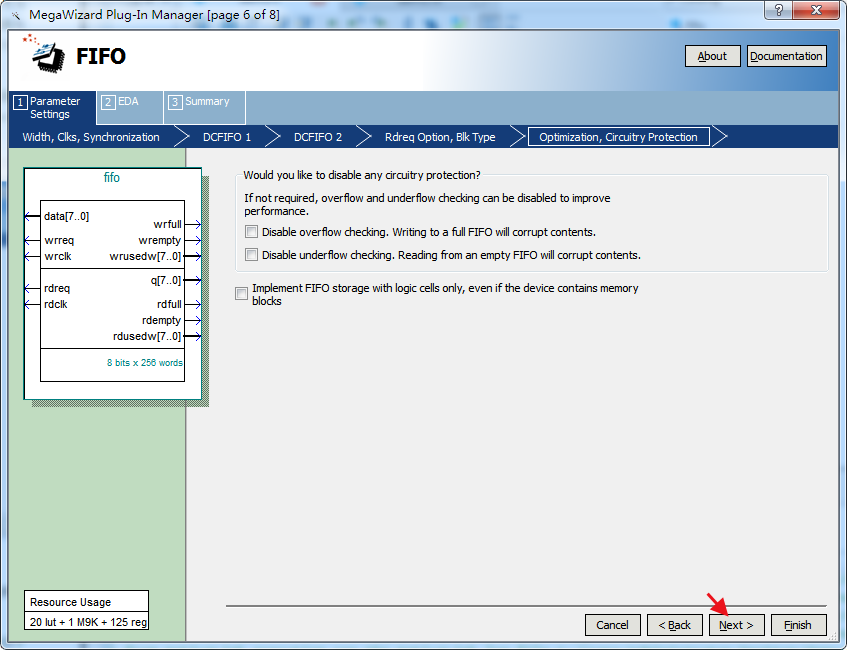 MegaWizard Plug-In Manager [page 6 of 8]
?
FIFO
About
Documentation
1 Parameter Settings
2 EDA
3 Summary
Width, Clks, Synchronization
DCFIFO 1
DCFIFO 2
Rdreq Option, Blk Type
Optimization, Circuitry Protection
fifo
data[7..0]
wrfull
wrreq
wrempty
wrclk
wrusedw[7..0]
q[7..0]
rdreq
rdfull
rdclk
rdempty
rdusedw[7..0]
8 bits x 256 words
Would you like to disable any circuitry protection?
If not required, overflow and underflow checking can be disabled to improve
performance.
Disable overflow checking. Writing to a full FIFO will corrupt contents.
Disable underflow checking. Reading from an empty FIFO will corrupt contents.
Implement FIFO storage with logic cells only, even if the device contains memory
blocks
Resource Usage
20 lut + 1 M9K + 125 reg
Cancel
< Back
Next >
Finish